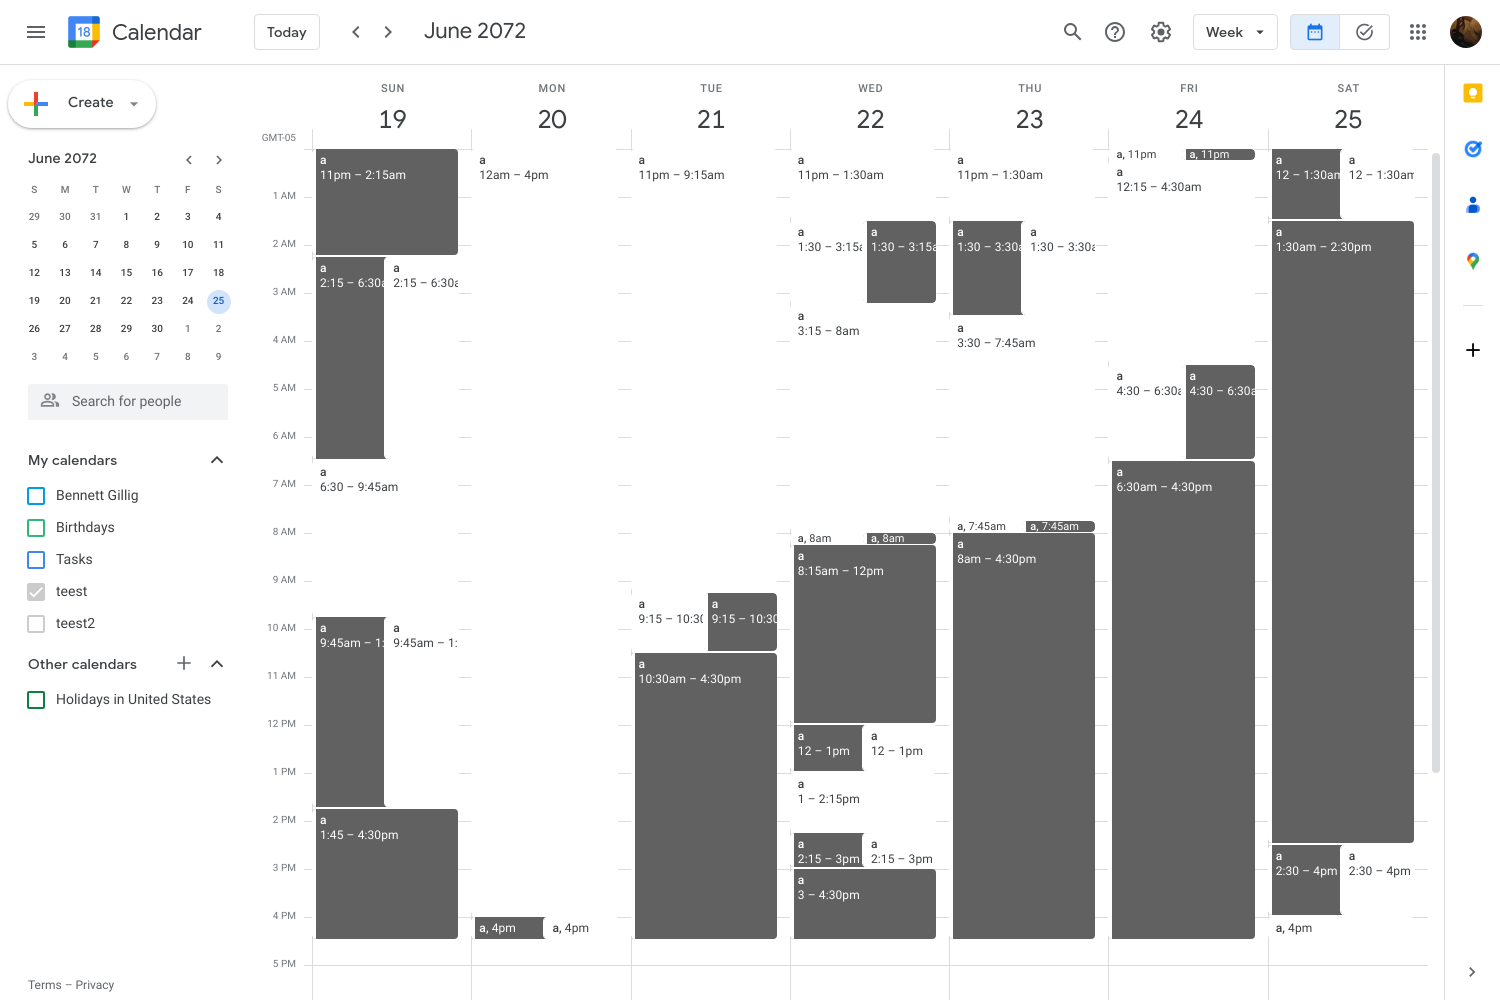 18 Calendar
Today
June 2072
Week
Create
June 2072
S M T W T F S
29 30 31 1 2 3 4
5 6 7 8 9 10 11
12 13 14 15 16 17 18
19 20 21 22 23 24 25
26 27 28 29 30 1 2
3 4 5 6 7 8 9
Search for people
My calendars
Bennett Gillig
Birthdays
Tasks
teest
teest2
Other calendars
Holidays in United States
Terms – Privacy
SUN MON TUE WED THU FRI SAT
19 20 21 22 23 24 25
GMT-05
1 AM
2 AM
3 AM
4 AM
5 AM
6 AM
7 AM
8 AM
9 AM
10 AM
11 AM
12 PM
1 PM
2 PM
3 PM
4 PM
5 PM
a
11pm – 2:15am
a
2:15 – 6:30a
a
2:15 – 6:30a
a
6:30 – 9:45am
a
9:45am – 1:
a
9:45am – 1:
a
1:45 – 4:30pm
a
12am – 4pm
a, 4pm
a, 4pm
a
11pm – 9:15am
a
9:15 – 10:30
a
9:15 – 10:30
a
10:30am – 4:30pm
a
11pm – 1:30am
a
1:30 – 3:15a
a
1:30 – 3:15a
a
3:15 – 8am
a, 8am
a, 8am
a
8:15am – 12pm
a
12 – 1pm
a
12 – 1pm
a
1 – 2:15pm
a
2:15 – 3pm
a
2:15 – 3pm
a
3 – 4:30pm
a
11pm – 1:30am
a
1:30 – 3:30a
a
1:30 – 3:30a
a
3:30 – 7:45am
a, 7:45am
a, 7:45am
a
8am – 4:30pm
a, 11pm
a, 11pm
a
12:15 – 4:30am
a
4:30 – 6:30a
a
4:30 – 6:30a
a
6:30am – 4:30pm
a
12 – 1:30am
a
12 – 1:30am
a
1:30am – 2:30pm
a
2:30 – 4pm
a
2:30 – 4pm
a, 4pm